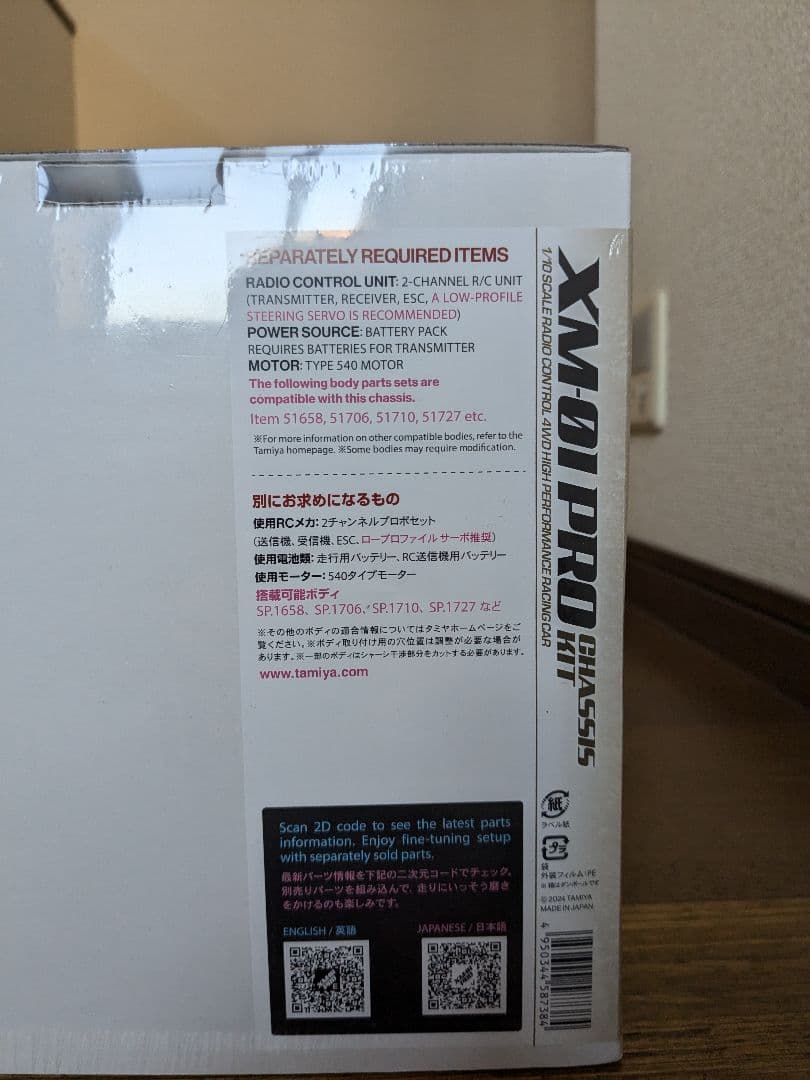 SEPARATELY REQUIRED ITEMS
RADIO CONTROL UNIT: 2-CHANNEL R/C UNIT
(TRANSMITTER, RECEIVER, ESC, A LOW-PROFILE
STEERING SERVO IS RECOMMENDED)
POWER SOURCE: BATTERY PACK
REQUIRES BATTERIES FOR TRANSMITTER
MOTOR: TYPE 540 MOTOR
The following body parts sets are
compatible with this chassis.
Item 51658, 51706, 51710, 51727 etc.
※For more information on other compatible bodies, refer to the
Tamiya homepage. ※Some bodies may require modification.
別にお求めになるもの
使用RCメカ：2チャンネルプロポセット
(送信機、受信機、ESC、ロープロファイル サーボ推奨)
使用電池類：走行用バッテリー、RC送信機用バッテリー
使用モーター：540タイプモーター
搭載可能ボディ
SP.1658、SP.1706、SP.1710、SP.1727 など
※その他のボディの適合情報についてはタミヤホームページをご
覧ください。※ボディ取り付け用の穴位置は調整が必要な場合が
あります。※一部のボディはシャーシ干渉部分をカットする必要があります。
www.tamiya.com
Scan 2D code to see the latest parts
information. Enjoy fine-tuning setup
with separately sold parts.
最新パーツ情報を下記の二次元コードでチェック。
別売りパーツを組み込んで、走りにいっそう磨き
をかけるのも楽しみです。
ENGLISH / 英語
JAPANESE / 日本語
XM-01 PRO CHASSIS KIT
1/10 SCALE RADIO CONTROL 4WD HIGH PERFORMANCE RACING CAR
紙
ラベル紙
プラ
袋
外装フィルム:PE
※ 箱はダンボールです
© 2024 TAMIYA
MADE IN JAPAN
4 950344 587384